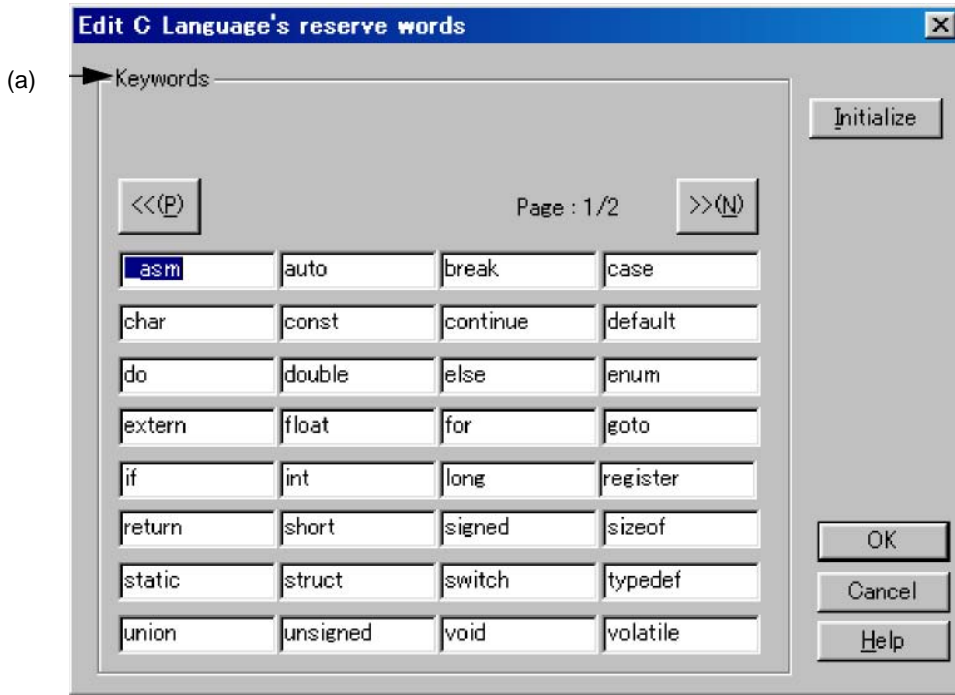 Edit C Language's reserve words
(a)
Keywords
Initialize
<<(P) Page : 1/2 >>(N)
_asm auto break case
char const continue default
do double else enum
extern float for goto
if int long register
return short signed sizeof
OK
static struct switch typedef
Cancel
union unsigned void volatile
Help